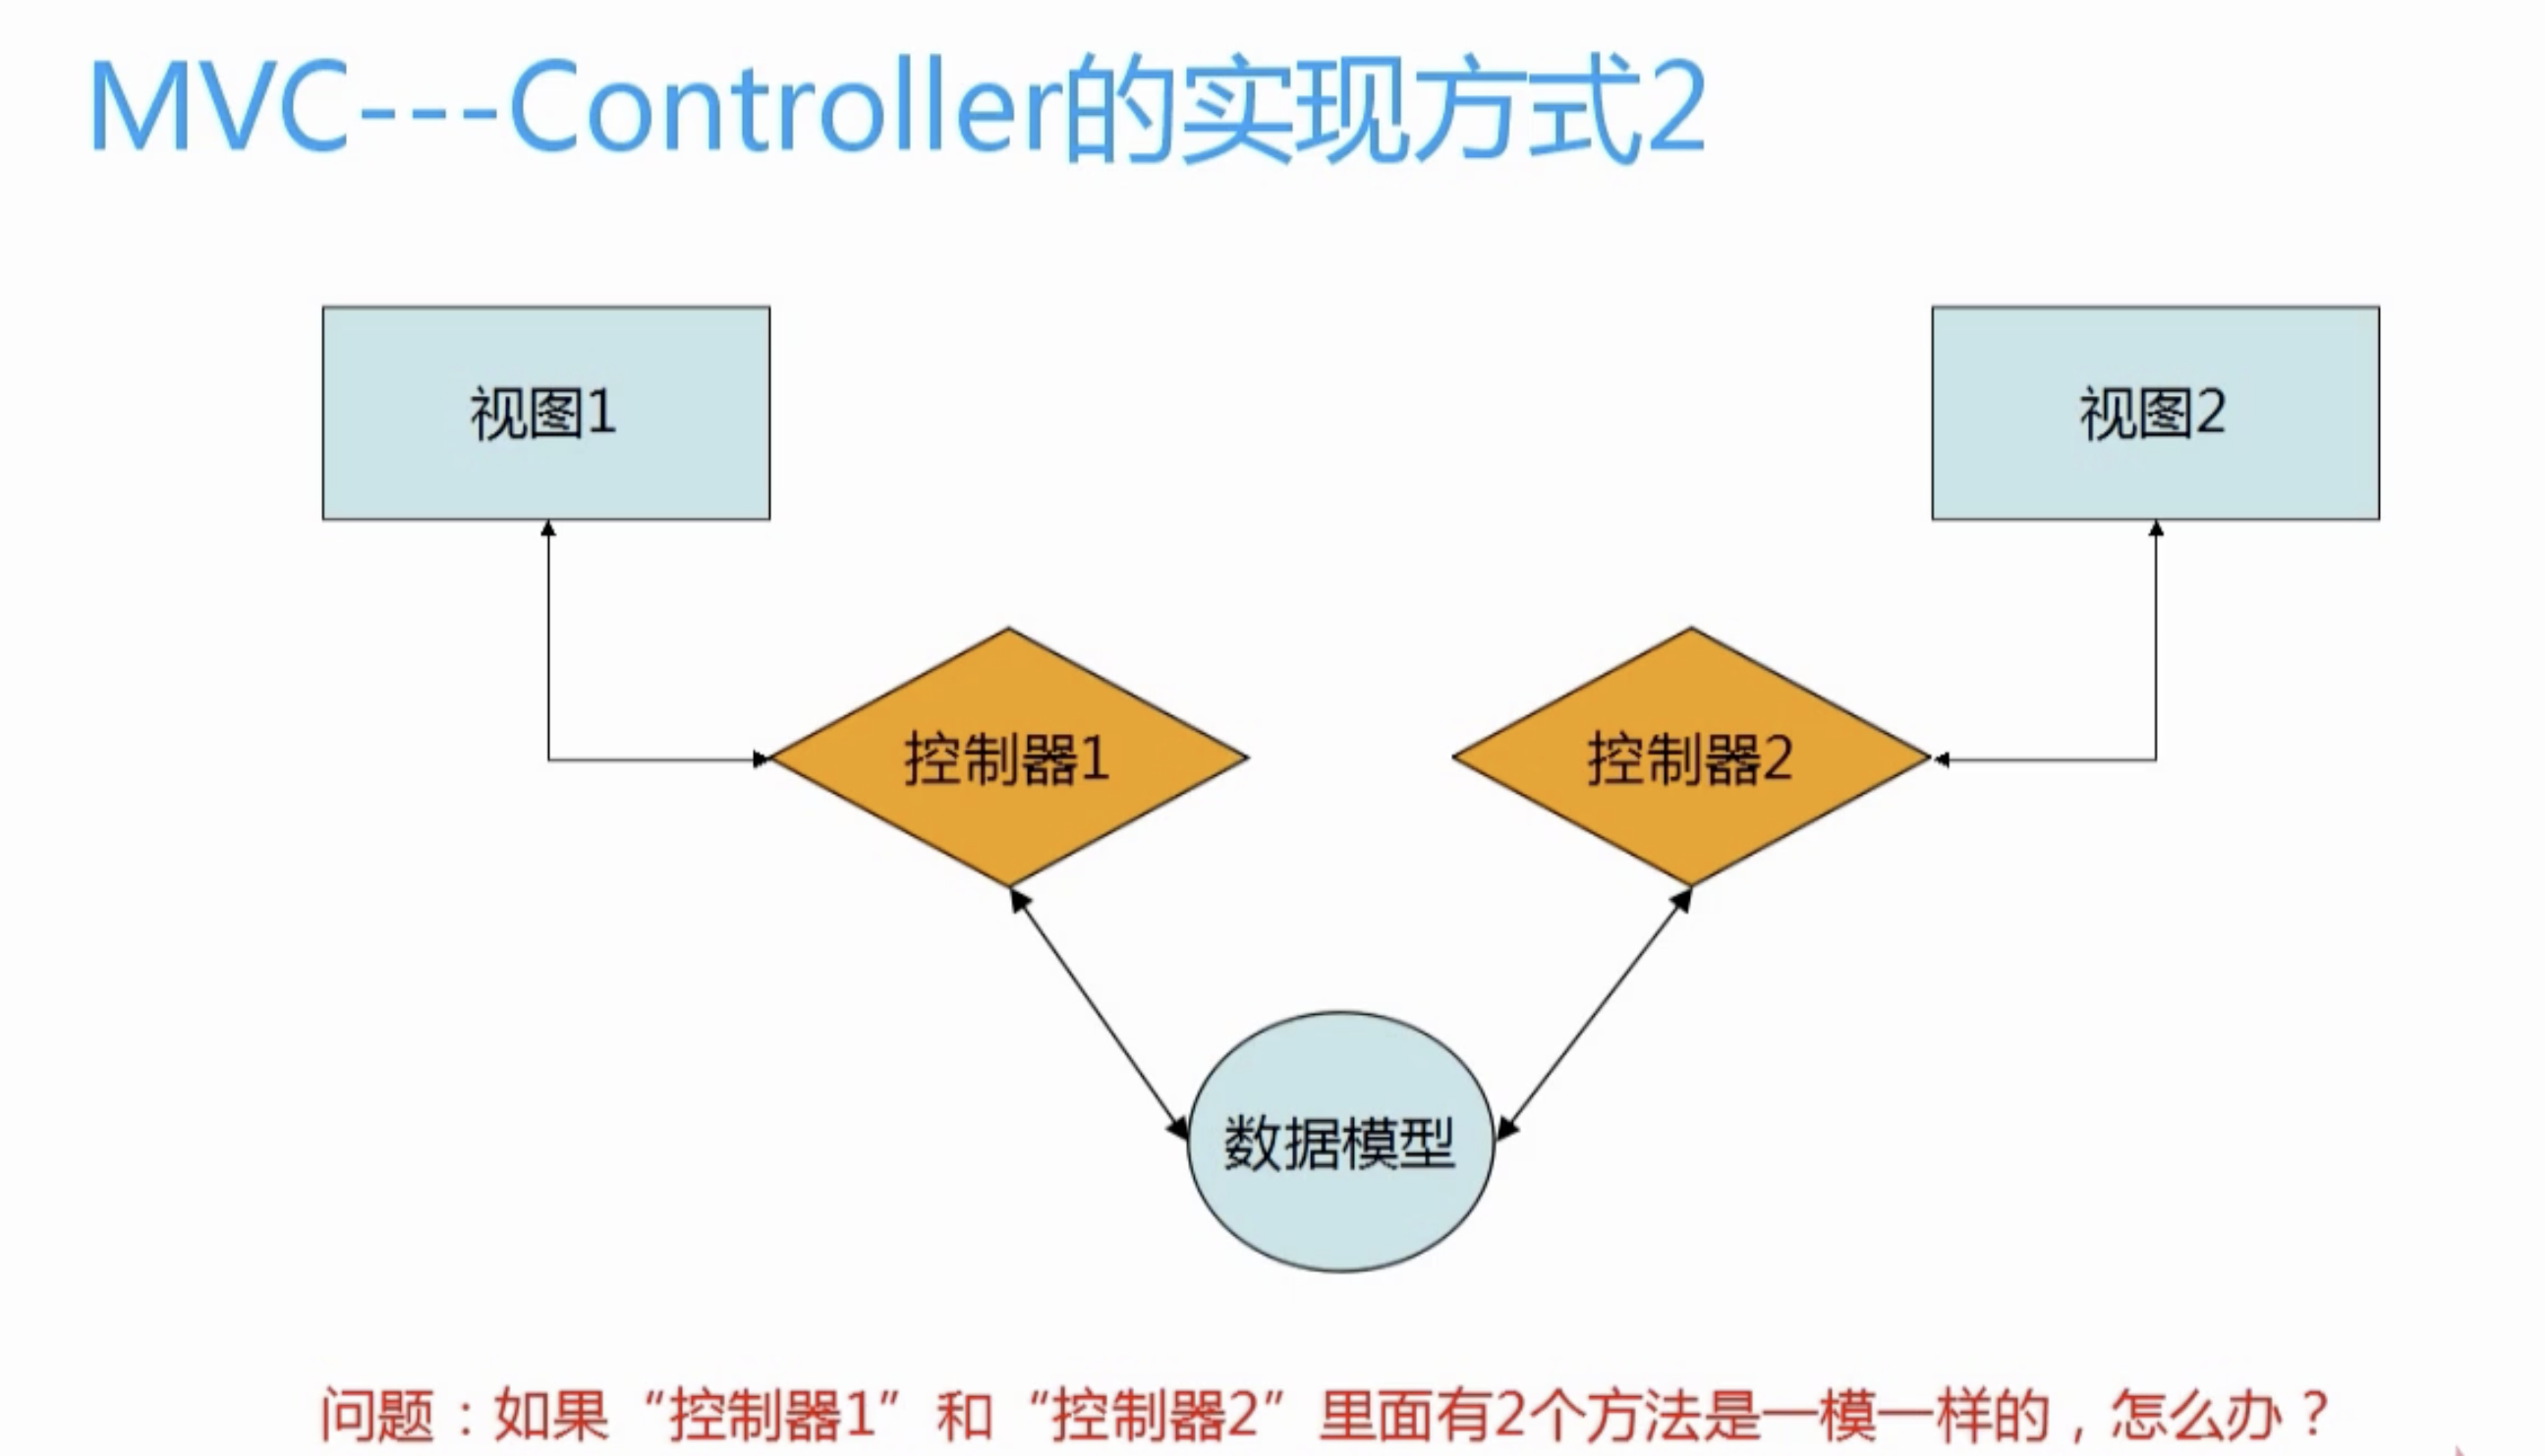 MVC---Controller的实现方式2
视图1
视图2
控制器1
控制器2
数据模型
问题：如果“控制器1”和“控制器2”里面有2个方法是一模一样的，怎么办？